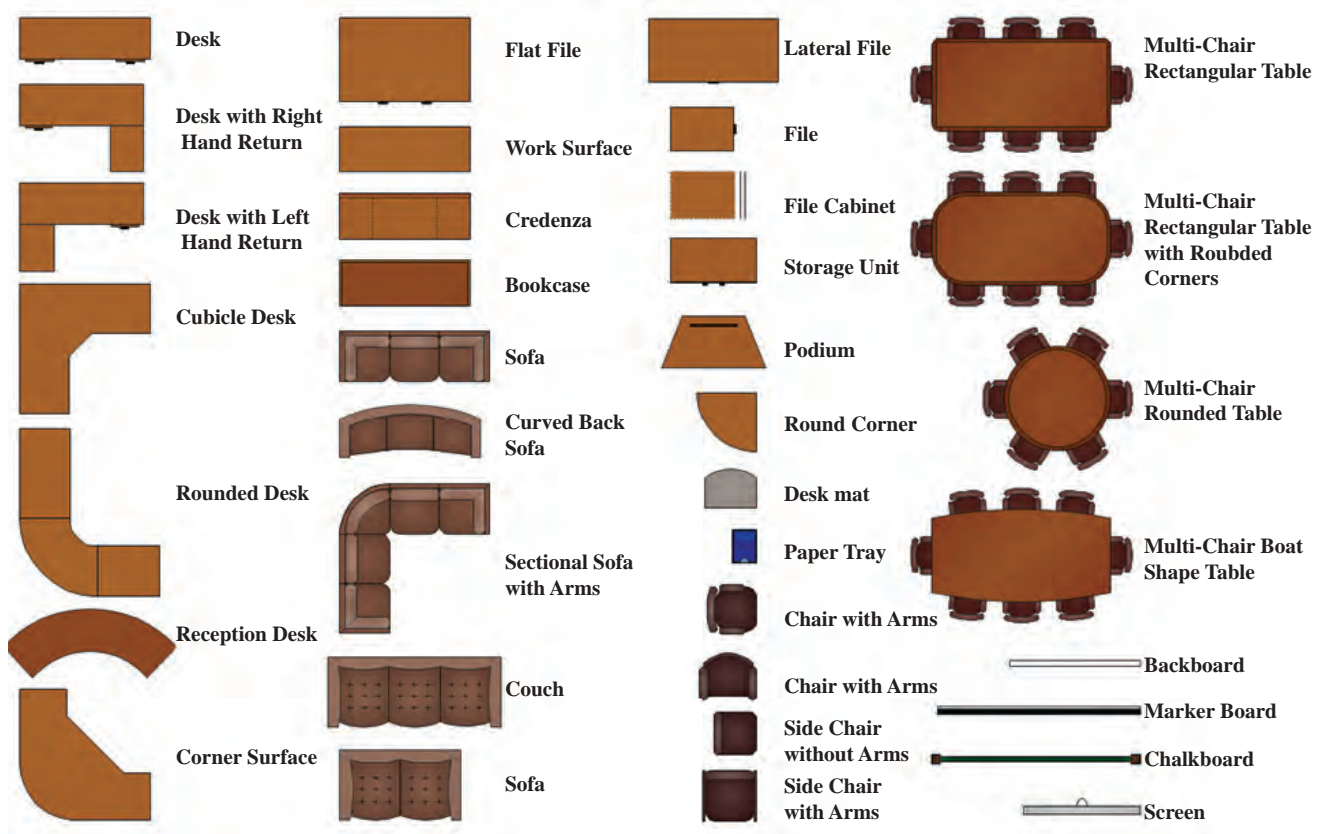 Desk
Desk with Right
Hand Return
Desk with Left
Hand Return
Cubicle Desk
Rounded Desk
Reception Desk
Corner Surface
Flat File
Work Surface
Credenza
Bookcase
Sofa
Curved Back
Sofa
Sectional Sofa
with Arms
Couch
Sofa
Lateral File
File
File Cabinet
Storage Unit
Podium
Round Corner
Desk mat
Paper Tray
Chair with Arms
Chair with Arms
Side Chair
without Arms
Side Chair
with Arms
Multi-Chair
Rectangular Table
Multi-Chair
Rectangular Table
with Roubded
Corners
Multi-Chair
Rounded Table
Multi-Chair Boat
Shape Table
Backboard
Marker Board
Chalkboard
Screen